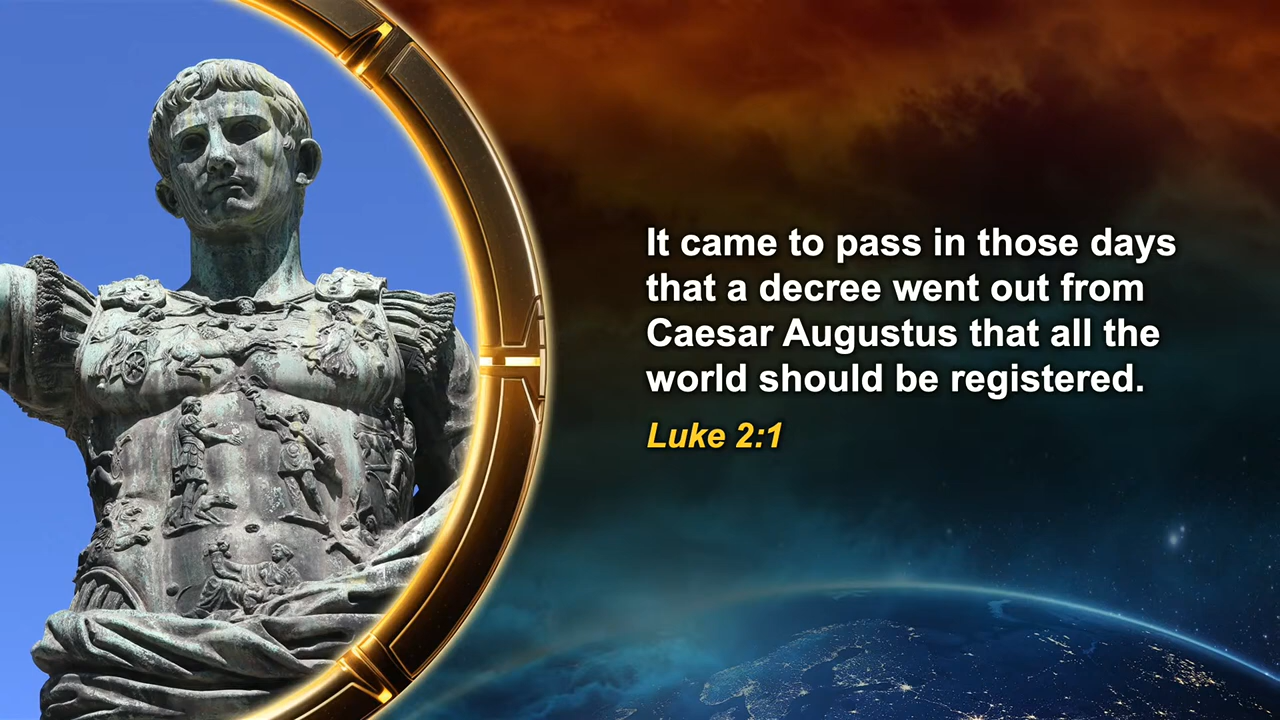 It came to pass in those days
that a decree went out from
Caesar Augustus that all the
world should be registered.
Luke 2:1